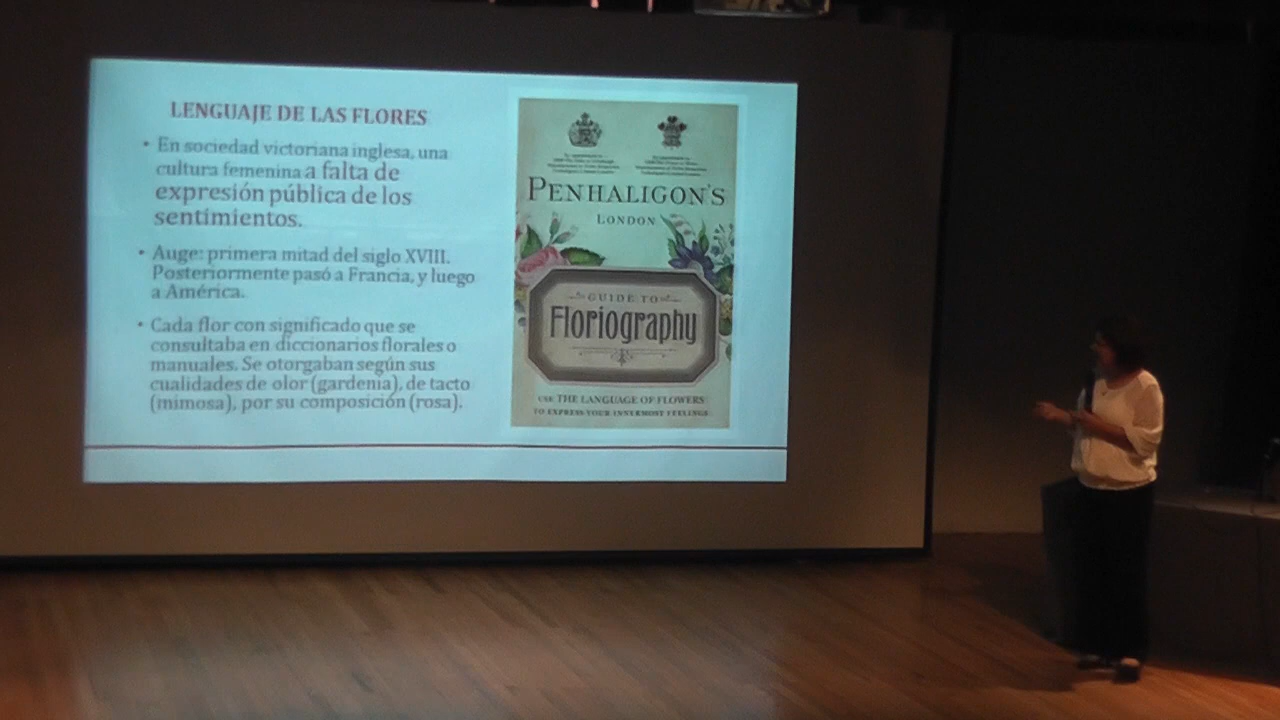 LENGUAJE DE LAS FLORES
• En sociedad victoriana inglesa, una
cultura femenina a falta de
expresión pública de los
sentimientos.
• Auge: primera mitad del siglo XVIII.
Posteriormente pasó a Francia, y luego
a América.
• Cada flor con significado que se
consultaba en diccionarios florales o
manuales. Se otorgaban según sus
cualidades de olor (gardenia), de tacto
(mimosa), por su composición (rosa).
PENHALIGON'S
LONDON
GUIDE TO
Floriography
USE THE LANGUAGE OF FLOWERS
TO EXPRESS YOUR INNERMOST FEELINGS